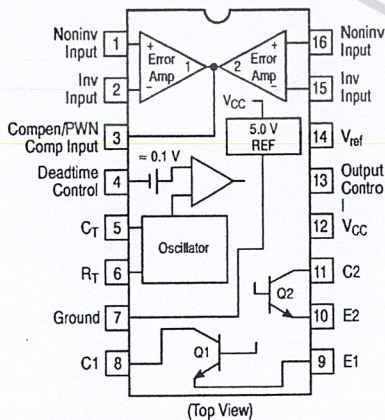 Noninv
Input
1
+
Error
Amp
1
-
2
Error
Amp
+
-
16
Noninv
Input
Inv
Input
2
15
Inv
Input
Compen/PWN
Comp Input
3
VCC
5.0 V
REF
14
Vref
Deadtime
Control
4
≈ 0.1 V
13
Output
Contro
l
CT
5
Oscillator
12
VCC
RT
6
11
C2
Q2
Ground
7
10
E2
C1
8
Q1
9
E1
(Top View)